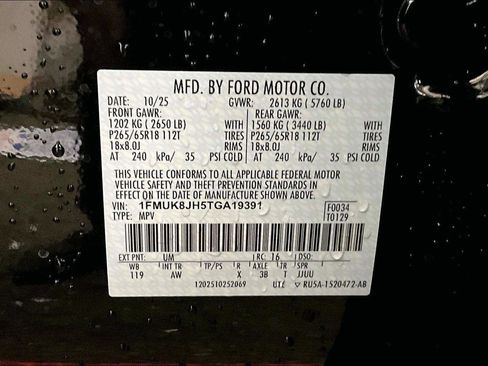 MFD. BY FORD MOTOR CO.
DATE: 10/25 GVWR: 2613 KG ( 5760 LB)
FRONT GAWR: REAR GAWR:
1202 KG ( 2650 LB) WITH 1560 KG ( 3440 LB) WITH
P265/65R18 112T TIRES P265/65R18 112T TIRES
18x8.0J RIMS 18x8.0J RIMS
AT 240 kPa/ 35 PSI COLD AT 240 kPa/ 35 PSI COLD
THIS VEHICLE CONFORMS TO ALL APPLICABLE FEDERAL MOTOR
VEHICLE SAFETY AND THEFT PREVENTION STANDARDS IN
EFFECT ON THE DATE OF MANUFACTURE SHOWN ABOVE.
VIN: 1FMUK8JH5TGA19391 F0034
TYPE: MPV T0129
EXT PNT: UM RC: 16 DSO:
WB INT TR TP/PS R AXLE TR SPR
119 AW X 3B T JJUU
1202510252069 UTE RU5A-1520472-AB